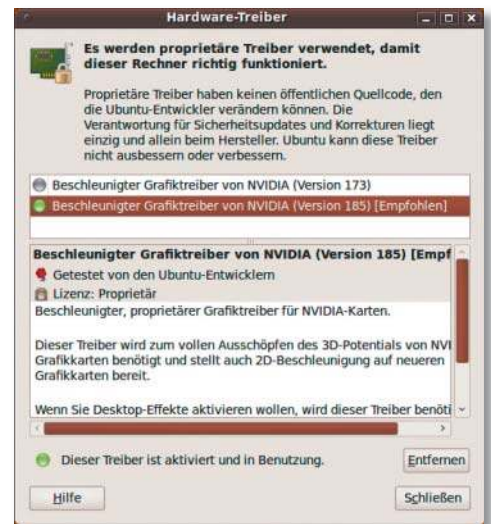 Hardware-Treiber
Es werden proprietäre Treiber verwendet, damit
dieser Rechner richtig funktioniert.
Proprietäre Treiber haben keinen öffentlichen Quellcode, den
die Ubuntu-Entwickler verändern können. Die
Verantwortung für Sicherheitsupdates und Korrekturen liegt
einzig und allein beim Hersteller. Ubuntu kann diese Treiber
nicht ausbessern oder verbessern.
Beschleunigter Grafiktreiber von NVIDIA (Version 173)
Beschleunigter Grafiktreiber von NVIDIA (Version 185) [Empfohlen]
Beschleunigter Grafiktreiber von NVIDIA (Version 185) [Empf
Getestet von den Ubuntu-Entwicklern
Lizenz: Proprietär
Beschleunigter, proprietärer Grafiktreiber für NVIDIA-Karten.
Dieser Treiber wird zum vollen Ausschöpfen des 3D-Potentials von NVI
Grafikkarten benötigt und stellt auch 2D-Beschleunigung auf neueren
Grafikkarten bereit.
Wenn Sie Desktop-Effekte aktivieren wollen, wird dieser Treiber benöti
Dieser Treiber ist aktiviert und in Benutzung.
Entfernen
Hilfe
Schließen